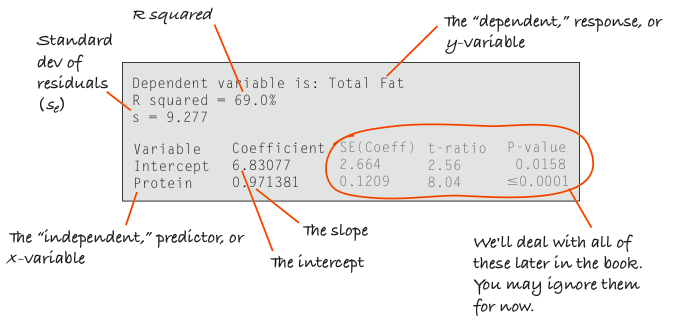 R squared
The “dependent,” response, or
y-variable
Standard
dev of
residuals
(se)
Dependent variable is: Total Fat
R squared = 69.0%
s = 9.277
Variable Coefficient SE(Coeff) t-ratio P-value
Intercept 6.83077 2.664 2.56 0.0158
Protein 0.971381 0.1209 8.04 ≤0.0001
The “independent,” predictor, or
x-variable
The slope
The intercept
We'll deal with all of
these later in the book.
You may ignore them
for now.